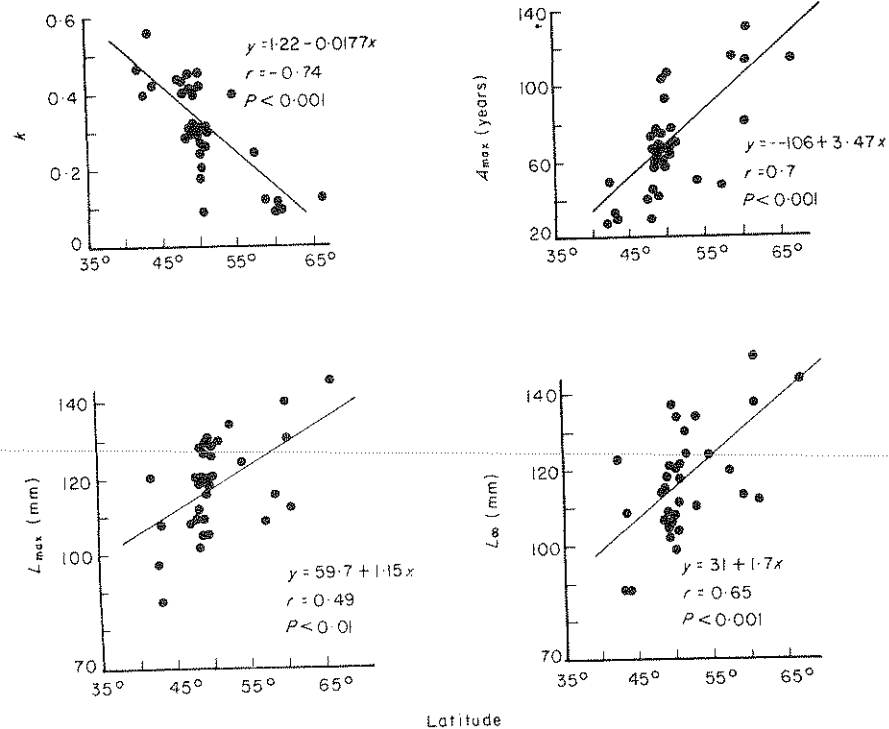 0·6
0·4
0·2
0
k
y = 1·22 – 0·0177x
r = – 0·74
P < 0·001
35° 45° 55° 65°
140
100
60
20
Amax (years)
y = --106 + 3·47x
r = 0·7
P < 0·001
35° 45° 55° 65°
140
120
100
70
Lmax (mm)
y = 59·7 + 1·15x
r = 0·49
P < 0·01
35° 45° 55° 65°
140
120
100
70
L∞ (mm)
y = 31 + 1·7x
r = 0·65
P < 0·001
35° 45° 55° 65°
Latitude